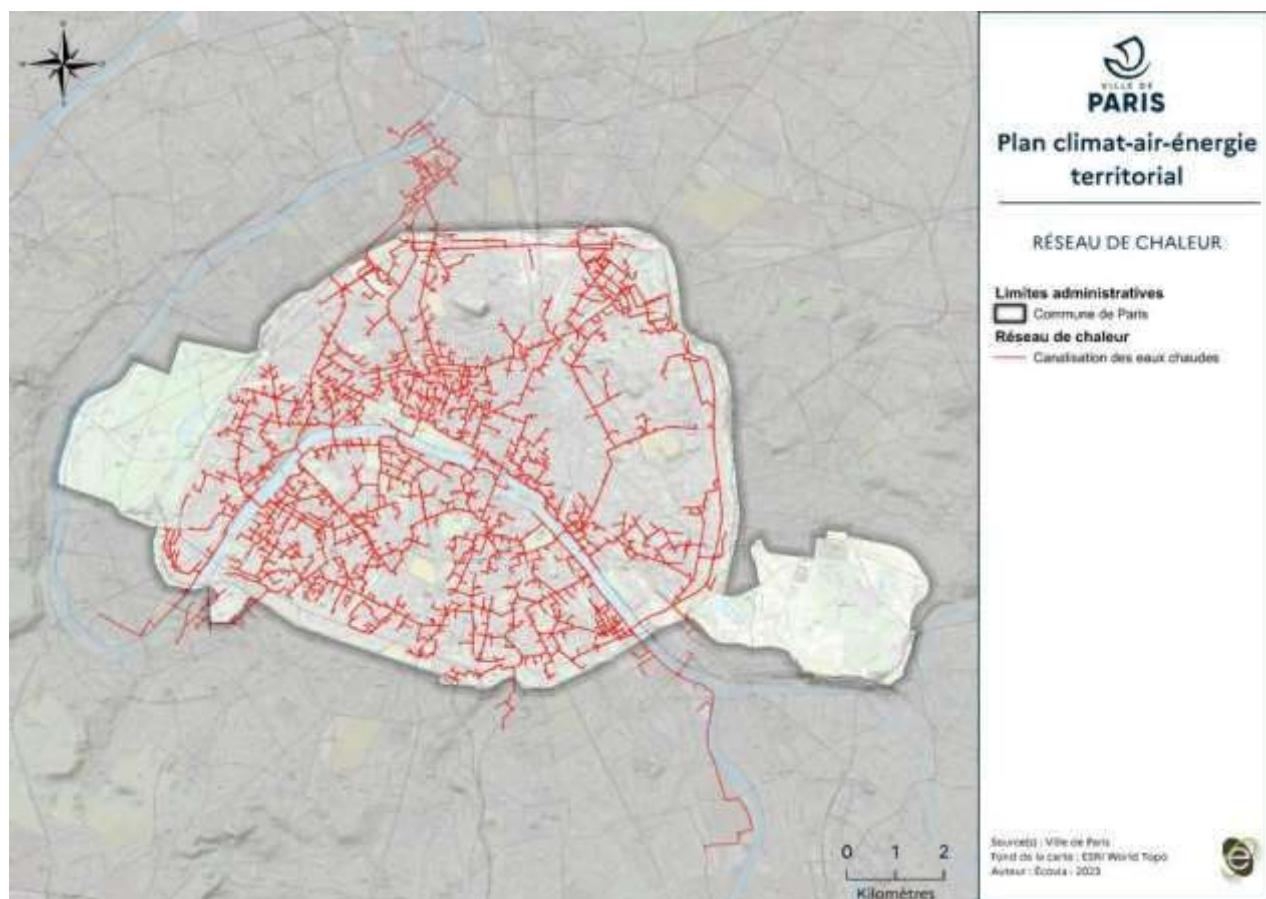 VILLE DE
PARIS
Plan climat-air-énergie
territorial
RÉSEAU DE CHALEUR
Limites administratives
Commune de Paris
Réseau de chaleur
Canalisation des eaux chaudes
0 1 2
Kilomètres
Source(s) : Ville de Paris
Fond de la carte : ESRI World Topo
Auteur : Ecovia - 2023